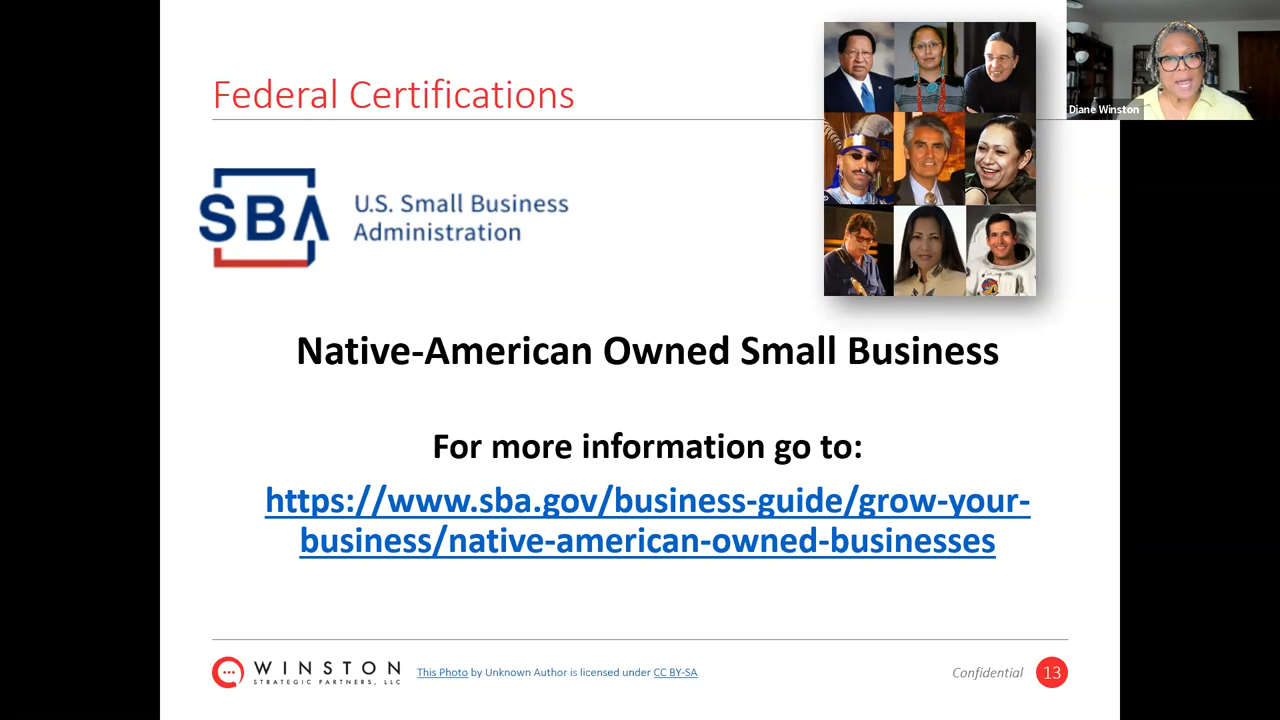 Federal Certifications
Diane Winston
SBA
U.S. Small Business
Administration
Native-American Owned Small Business
For more information go to:
https://www.sba.gov/business-guide/grow-your-
business/native-american-owned-businesses
WINSTON
STRATEGIC PARTNERS, LLC
This Photo by Unknown Author is licensed under CC BY-SA
Confidential
13